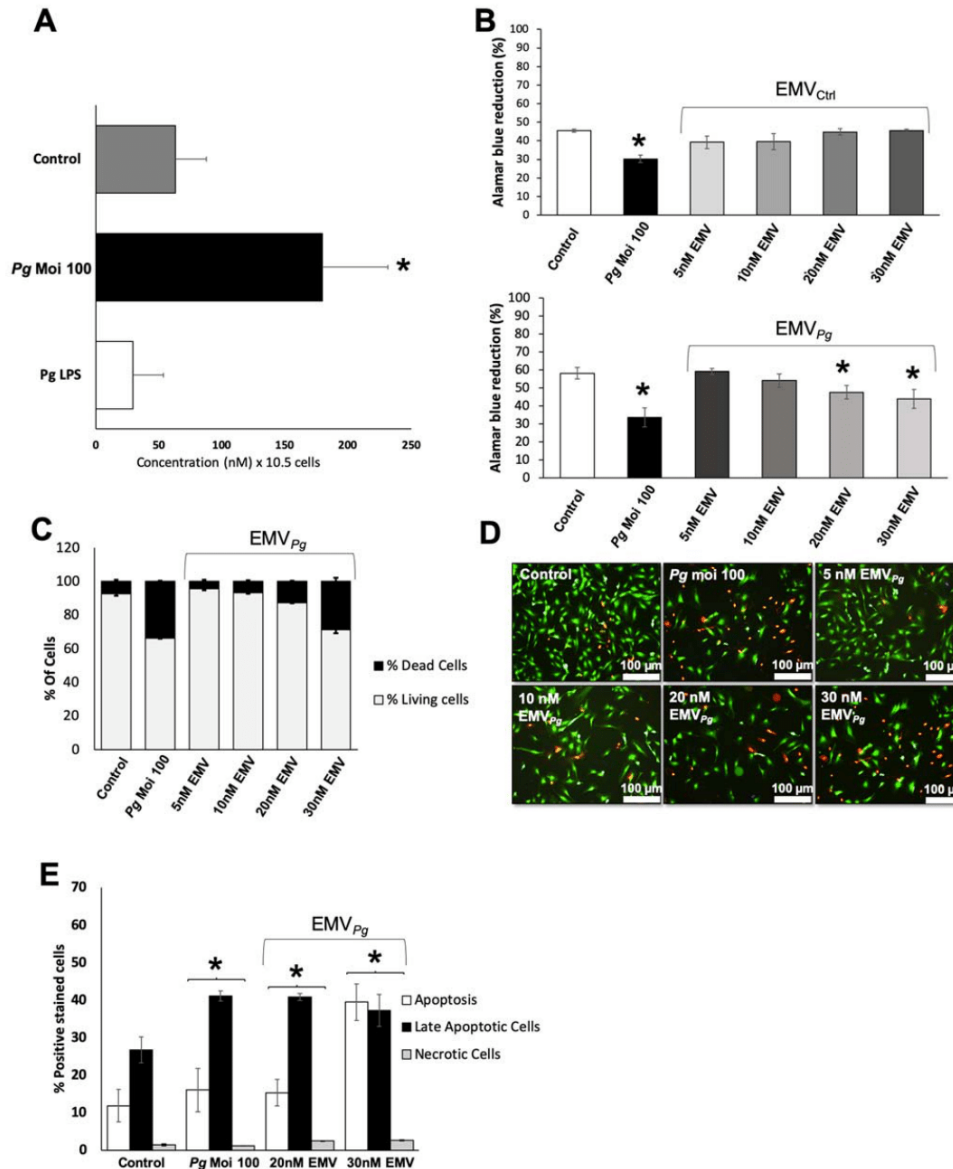 A
Control
Pg Moi 100
Pg LPS
0 50 100 150 200 250
Concentration (nM) x 10.5 cells
B
Alamar blue reduction (%)
100
90
80
70
60
50
40
30
20
10
0
EMVCtrl
*
Control
Pg Moi 100
5nM EMV
10nM EMV
20nM EMV
30nM EMV
Alamar blue reduction (%)
100
90
80
70
60
50
40
30
20
10
0
EMVPg
* * *
Control
Pg Moi 100
5nM EMV
10nM EMV
20nM EMV
30nM EMV
*
C
% Of Cells
120
100
80
60
40
20
0
EMVPg
% Dead Cells
% Living cells
Control
Pg Moi 100
5nM EMV
10nM EMV
20nM EMV
30nM EMV
D
Control
100 µm
Pg moi 100
100 µm
5 nM EMVPg
100 µm
10 nM
EMVPg
100 µm
20 nM
EMVPg
100 µm
30 nM
EMVPg
100 µm
E
% Positive stained cells
70
60
50
40
30
20
10
0
EMVPg
* * *
Apoptosis
Late Apoptotic Cells
Necrotic Cells
Control Pg Moi 100 20nM EMV 30nM EMV